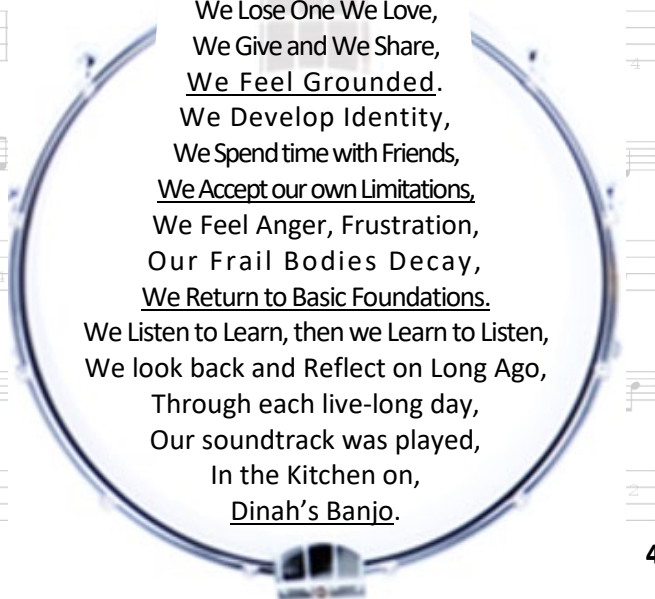 We Lose One We Love,
We Give and We Share,
We Feel Grounded.
We Develop Identity,
We Spend time with Friends,
We Accept our own Limitations,
We Feel Anger, Frustration,
Our Frail Bodies Decay,
We Return to Basic Foundations.
We Listen to Learn, then we Learn to Listen,
We look back and Reflect on Long Ago,
Through each live-long day,
Our soundtrack was played,
In the Kitchen on,
Dinah’s Banjo.
4